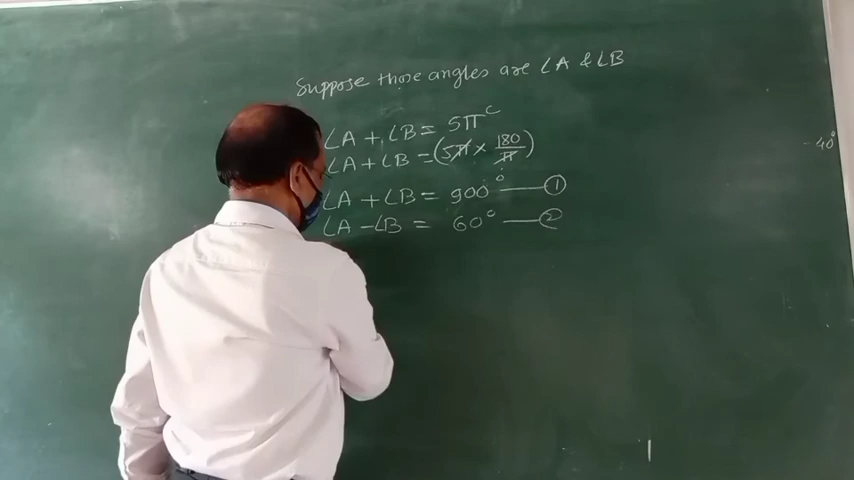 Suppose those angles are ∠A & ∠B
∠A + ∠B = 5π^c
∠A + ∠B = (5π × 180/π)°
∠A + ∠B = 900° — ①
∠A - ∠B = 60° — ②
- 40°